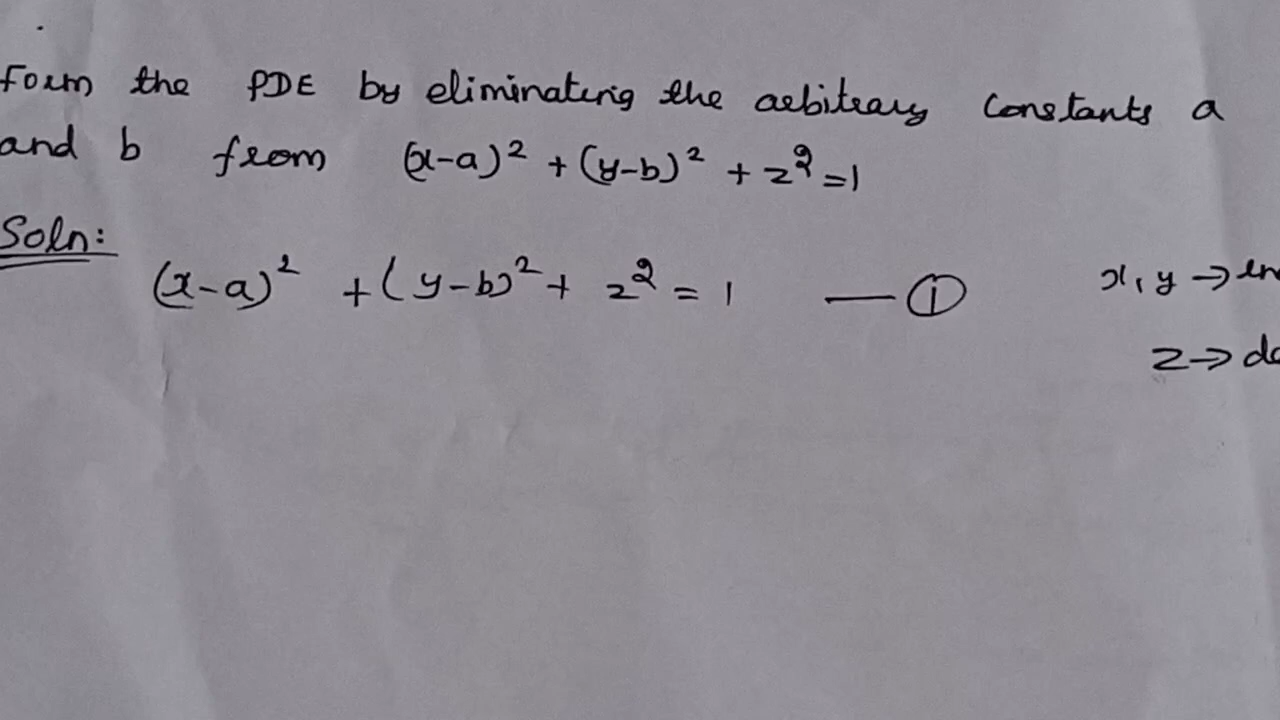 Form the PDE by eliminating the arbitrary constants a
and b from (x-a)² + (y-b)² + z² = 1
Soln:
(x-a)² + (y-b)² + z² = 1 — ①
x, y →
z →